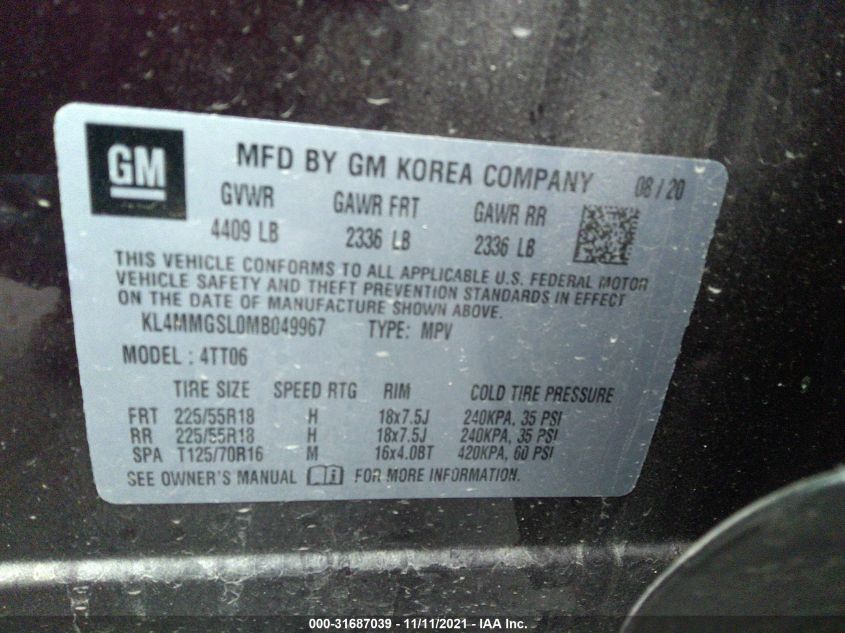 GM
MFD BY GM KOREA COMPANY 08 / 20
GVWR GAWR FRT GAWR RR
4409 LB 2336 LB 2336 LB
THIS VEHICLE CONFORMS TO ALL APPLICABLE U.S. FEDERAL MOTOR
VEHICLE SAFETY AND THEFT PREVENTION STANDARDS IN EFFECT
ON THE DATE OF MANUFACTURE SHOWN ABOVE.
KL4MMGSL0MB049967 TYPE: MPV
MODEL : 4TT06
TIRE SIZE SPEED RTG RIM COLD TIRE PRESSURE
FRT 225/55R18 H 18x7.5J 240KPA, 35 PSI
RR 225/55R18 H 18x7.5J 240KPA, 35 PSI
SPA T125/70R16 M 16x4.0BT 420KPA, 60 PSI
SEE OWNER'S MANUAL FOR MORE INFORMATION.
000-31687039 - 11/11/2021 - IAA Inc.